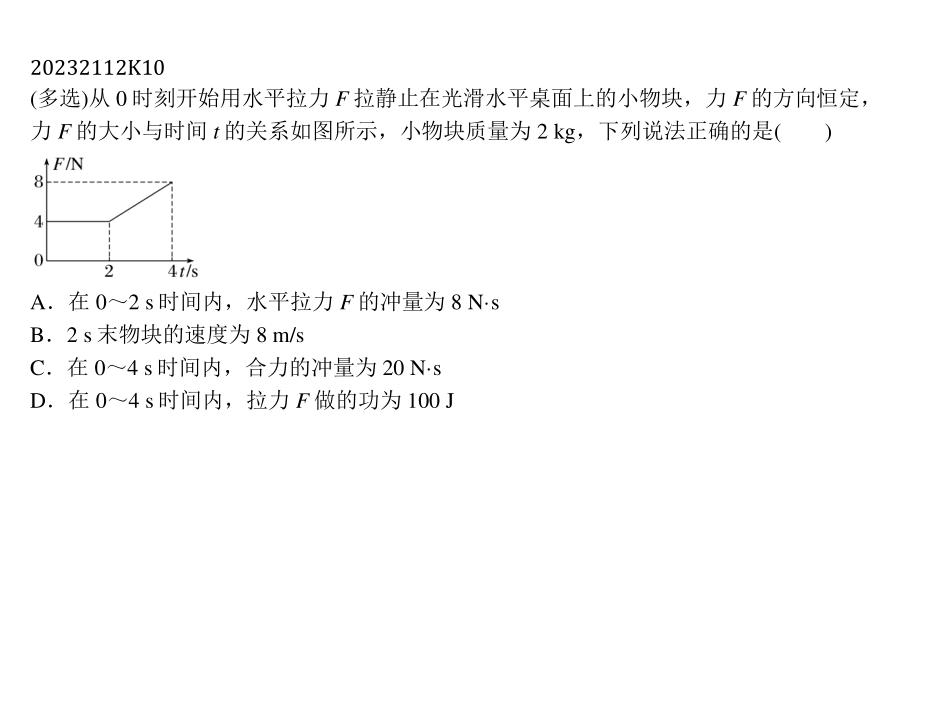 20232112K10
(多选)从 0 时刻开始用水平拉力 F 拉静止在光滑水平桌面上的小物块，力 F 的方向恒定，
力 F 的大小与时间 t 的关系如图所示，小物块质量为 2 kg，下列说法正确的是(　　)
F/N
8
4
0
2
4
t/s
A．在 0～2 s 时间内，水平拉力 F 的冲量为 8 N·s
B．2 s 末物块的速度为 8 m/s
C．在 0～4 s 时间内，合力的冲量为 20 N·s
D．在 0～4 s 时间内，拉力 F 做的功为 100 J